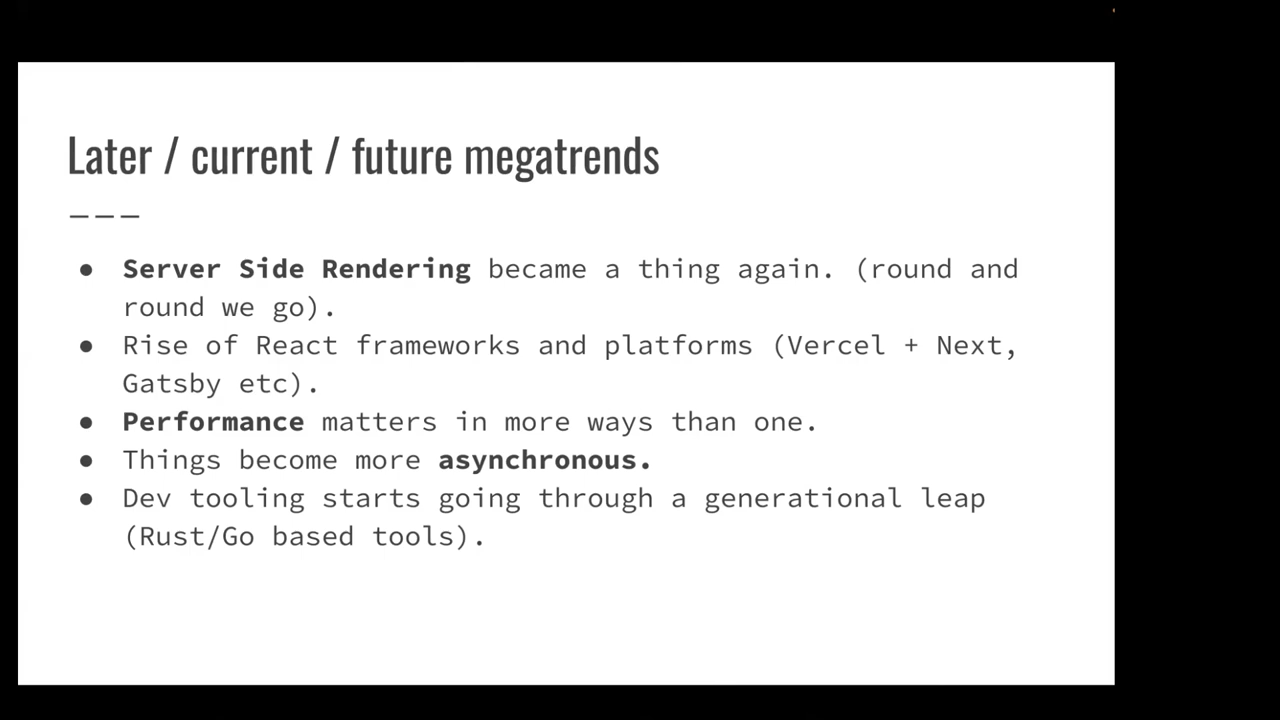 Later / current / future megatrends
———
● Server Side Rendering became a thing again. (round and
round we go).
● Rise of React frameworks and platforms (Vercel + Next,
Gatsby etc).
● Performance matters in more ways than one.
● Things become more asynchronous.
● Dev tooling starts going through a generational leap
(Rust/Go based tools).